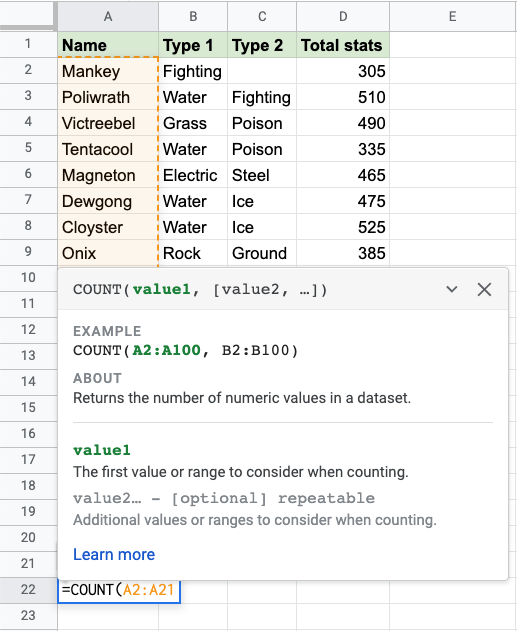 A B C D E
1 Name Type 1 Type 2 Total stats
2 Mankey Fighting 305
3 Poliwrath Water Fighting 510
4 Victreebel Grass Poison 490
5 Tentacool Water Poison 335
6 Magneton Electric Steel 465
7 Dewgong Water Ice 475
8 Cloyster Water Ice 525
9 Onix Rock Ground 385
10
COUNT(value1, [value2, …])
11
12
EXAMPLE
13
COUNT(A2:A100, B2:B100)
14
ABOUT
15
Returns the number of numeric values in a dataset.
16
17
value1
The first value or range to consider when counting.
18
value2… – [optional] repeatable
19
Additional values or ranges to consider when counting.
20
Learn more
21
22 =COUNT(A2:A21
23